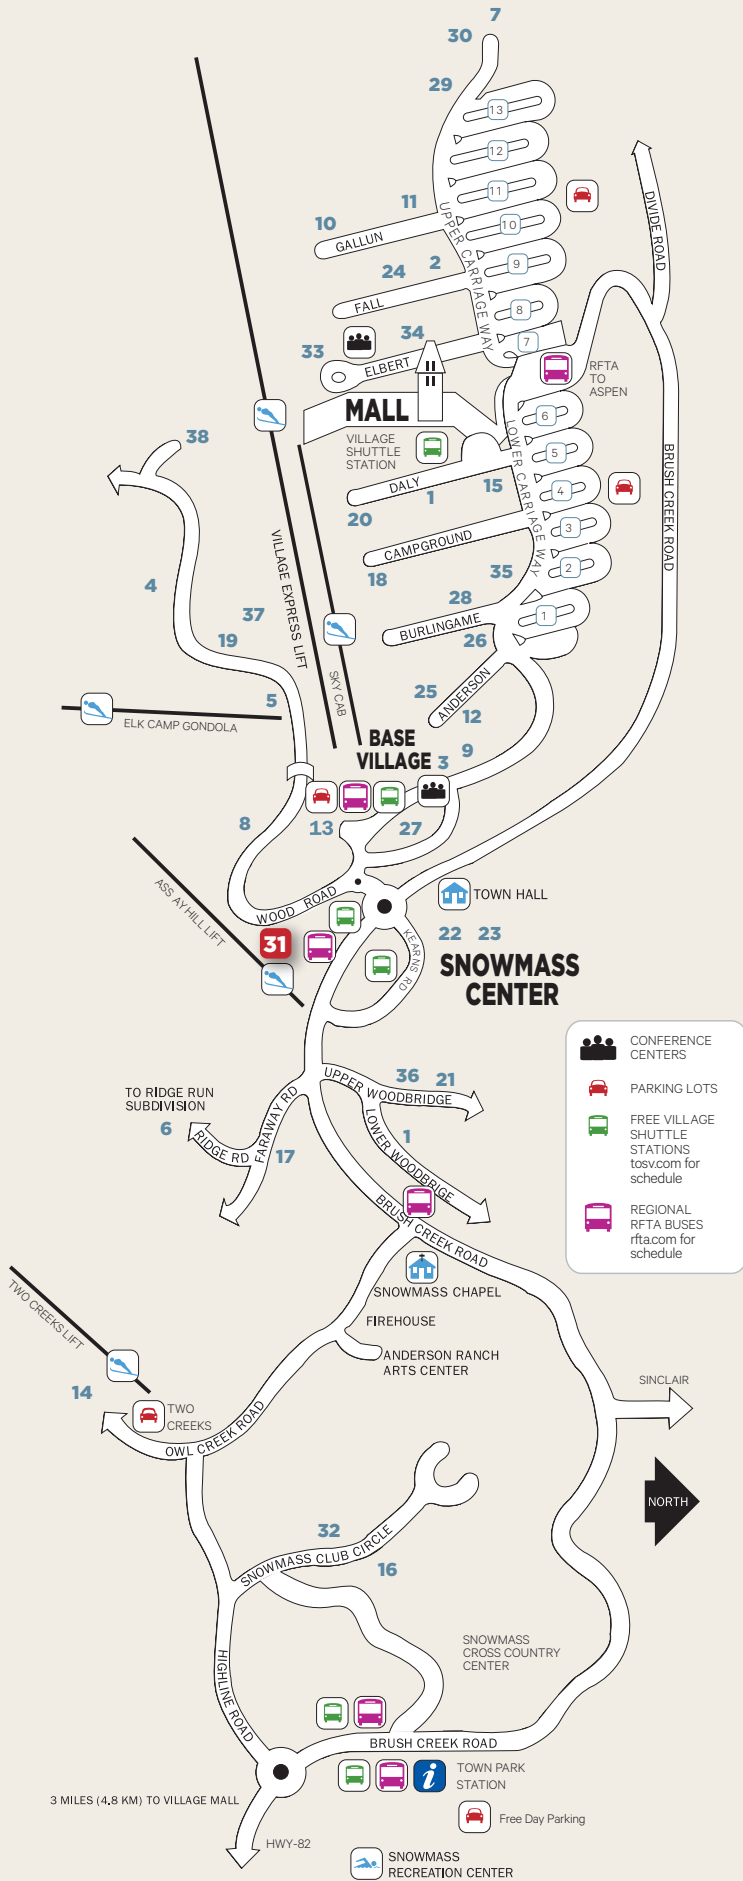 7
30
29
13
12
11
10
9
8
7
UPPER CARRIAGE WAY
11
10
GALLUN
2
24
FALL
34
33
ELBERT
DIVIDE ROAD
RFTA
TO
ASPEN
MALL
VILLAGE
SHUTTLE
STATION
6
5
4
3
2
1
LOWER CARRIAGE WAY
BRUSH CREEK ROAD
38
15
DALY
1
20
CAMPGROUND
18
35
28
BURLINGAME
26
4
37
19
VILLAGE EXPRESS LIFT
SKY CAB
25
ANDERSON
12
5
ELK CAMP GONDOLA
BASE
VILLAGE
3
9
8
13
27
WOOD ROAD
ASS AY HILL LIFT
TOWN HALL
31
KEARNS RD
22
23
SNOWMASS
CENTER
CONFERENCE
CENTERS
PARKING LOTS
FREE VILLAGE
SHUTTLE
STATIONS
tosv.com for
schedule
REGIONAL
RFTA BUSES
rfta.com for
schedule
36
21
UPPER WOODBRIDGE
TO RIDGE RUN
SUBDIVISION
6
RIDGE RD
FARAWAY RD
17
1
LOWER WOODBRIGE
BRUSH CREEK ROAD
SNOWMASS CHAPEL
FIREHOUSE
ANDERSON RANCH
ARTS CENTER
TWO CREEKS LIFT
14
TWO
CREEKS
OWL CREEK ROAD
SINCLAIR
NORTH
32
SNOWMASS CLUB CIRCLE
16
SNOWMASS
CROSS COUNTRY
CENTER
HIGHLINE ROAD
BRUSH CREEK ROAD
i
TOWN PARK
STATION
3 MILES (4.8 KM) TO VILLAGE MALL
Free Day Parking
HWY-82
SNOWMASS
RECREATION CENTER